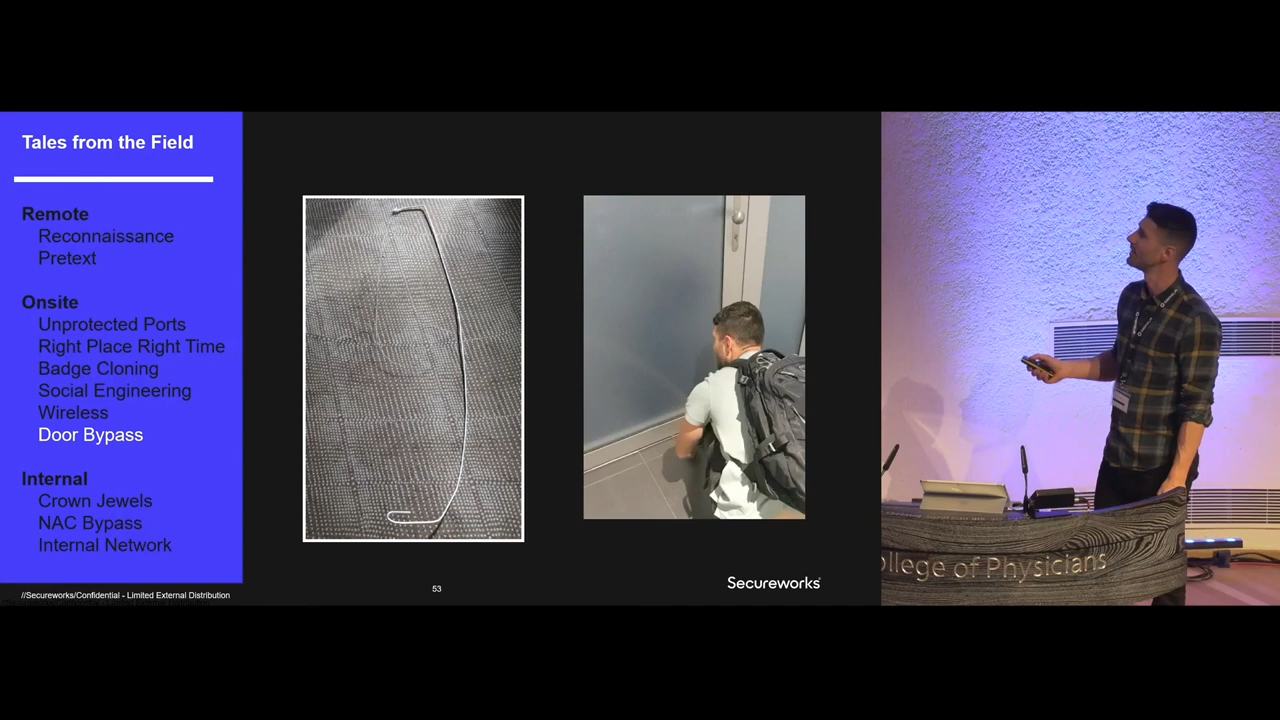 Tales from the Field
Remote
Reconnaissance
Pretext
Onsite
Unprotected Ports
Right Place Right Time
Badge Cloning
Social Engineering
Wireless
Door Bypass
Internal
Crown Jewels
NAC Bypass
Internal Network
//Secureworks/Confidential - Limited External Distribution
53
Secureworks
ollege of Physicians